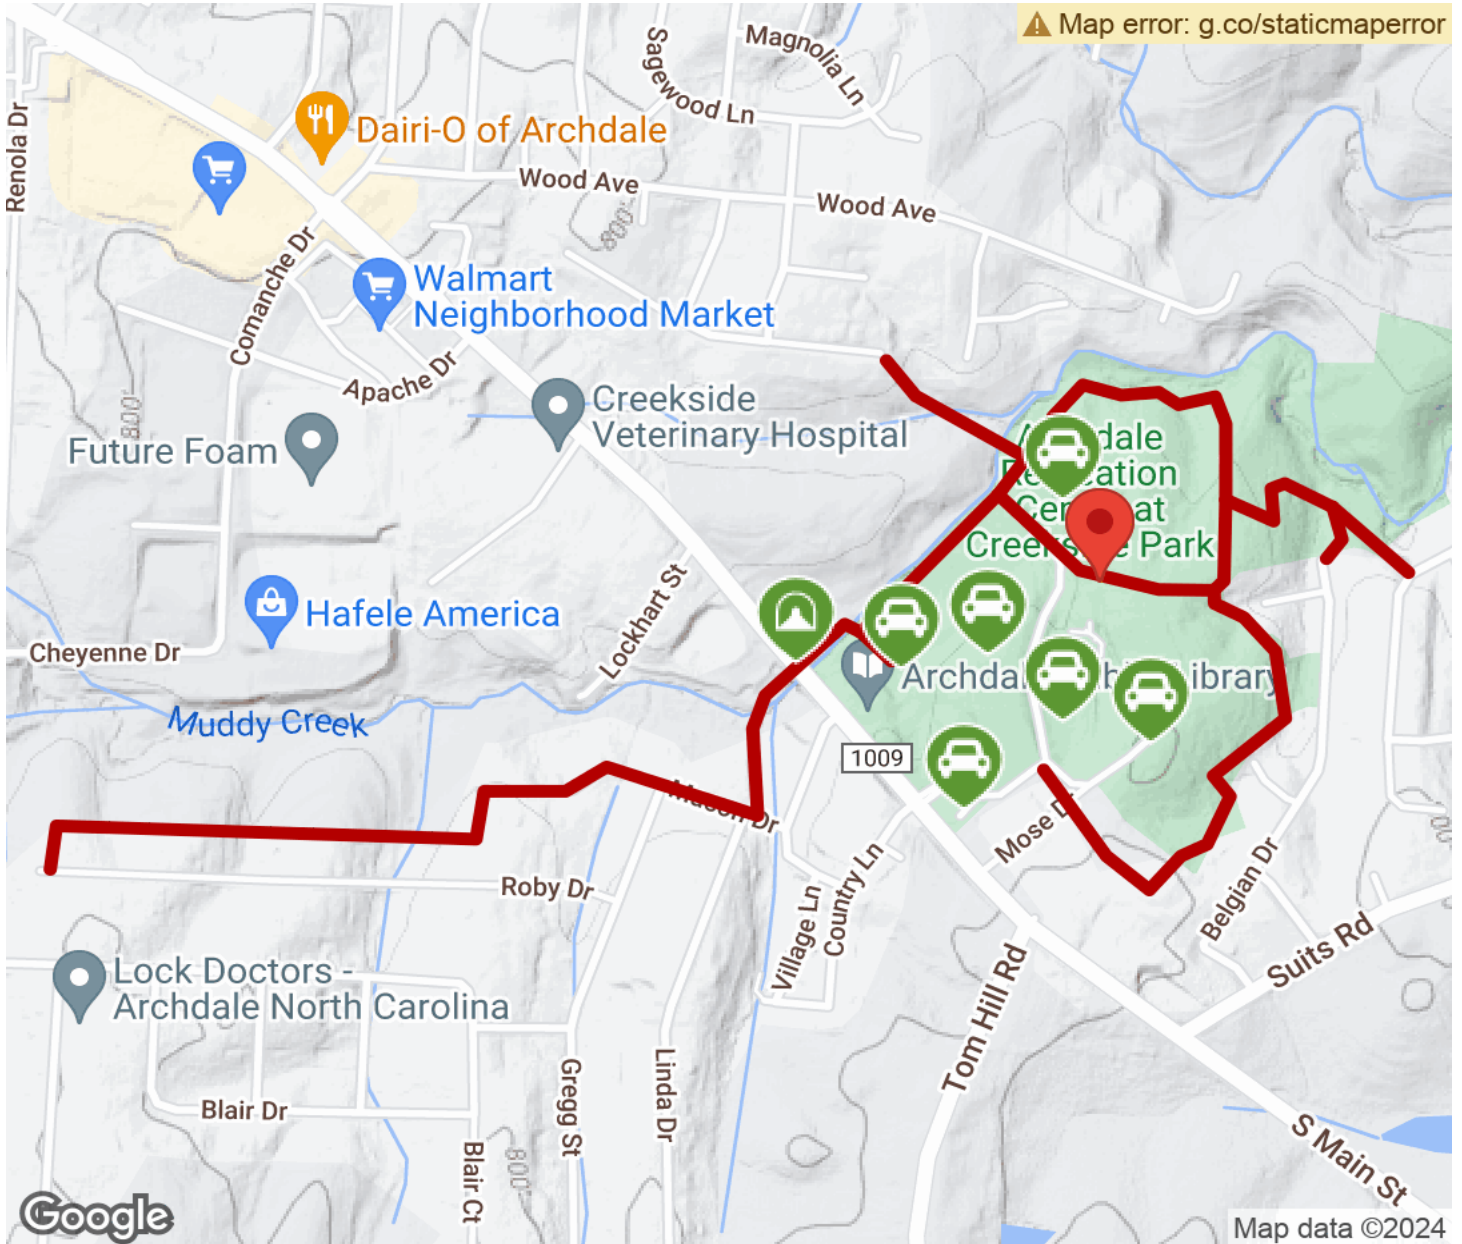 Map error: g.co/staticmaperror
Magnolia Ln
Sagewood Ln
Renola Dr
Dairi-O of Archdale
Wood Ave
Wood Ave
800'
Comanche Dr
Walmart
Neighborhood Market
Apache Dr
800'
Creekside
Veterinary Hospital
Future Foam
Recreation
Creekside Park
Lockhart St
Hafele America
Cheyenne Dr
Library
Muddy Creek
1009
Mason Dr
Mose Dr
Roby Dr
Country Ln
Village Ln
Belgian Dr
Suits Rd
Lock Doctors -
Archdale North Carolina
Tom Hill Rd
Linda Dr
Gregg St
Blair Dr
Blair Ct
800'
S Main St
Google
Map data ©2024